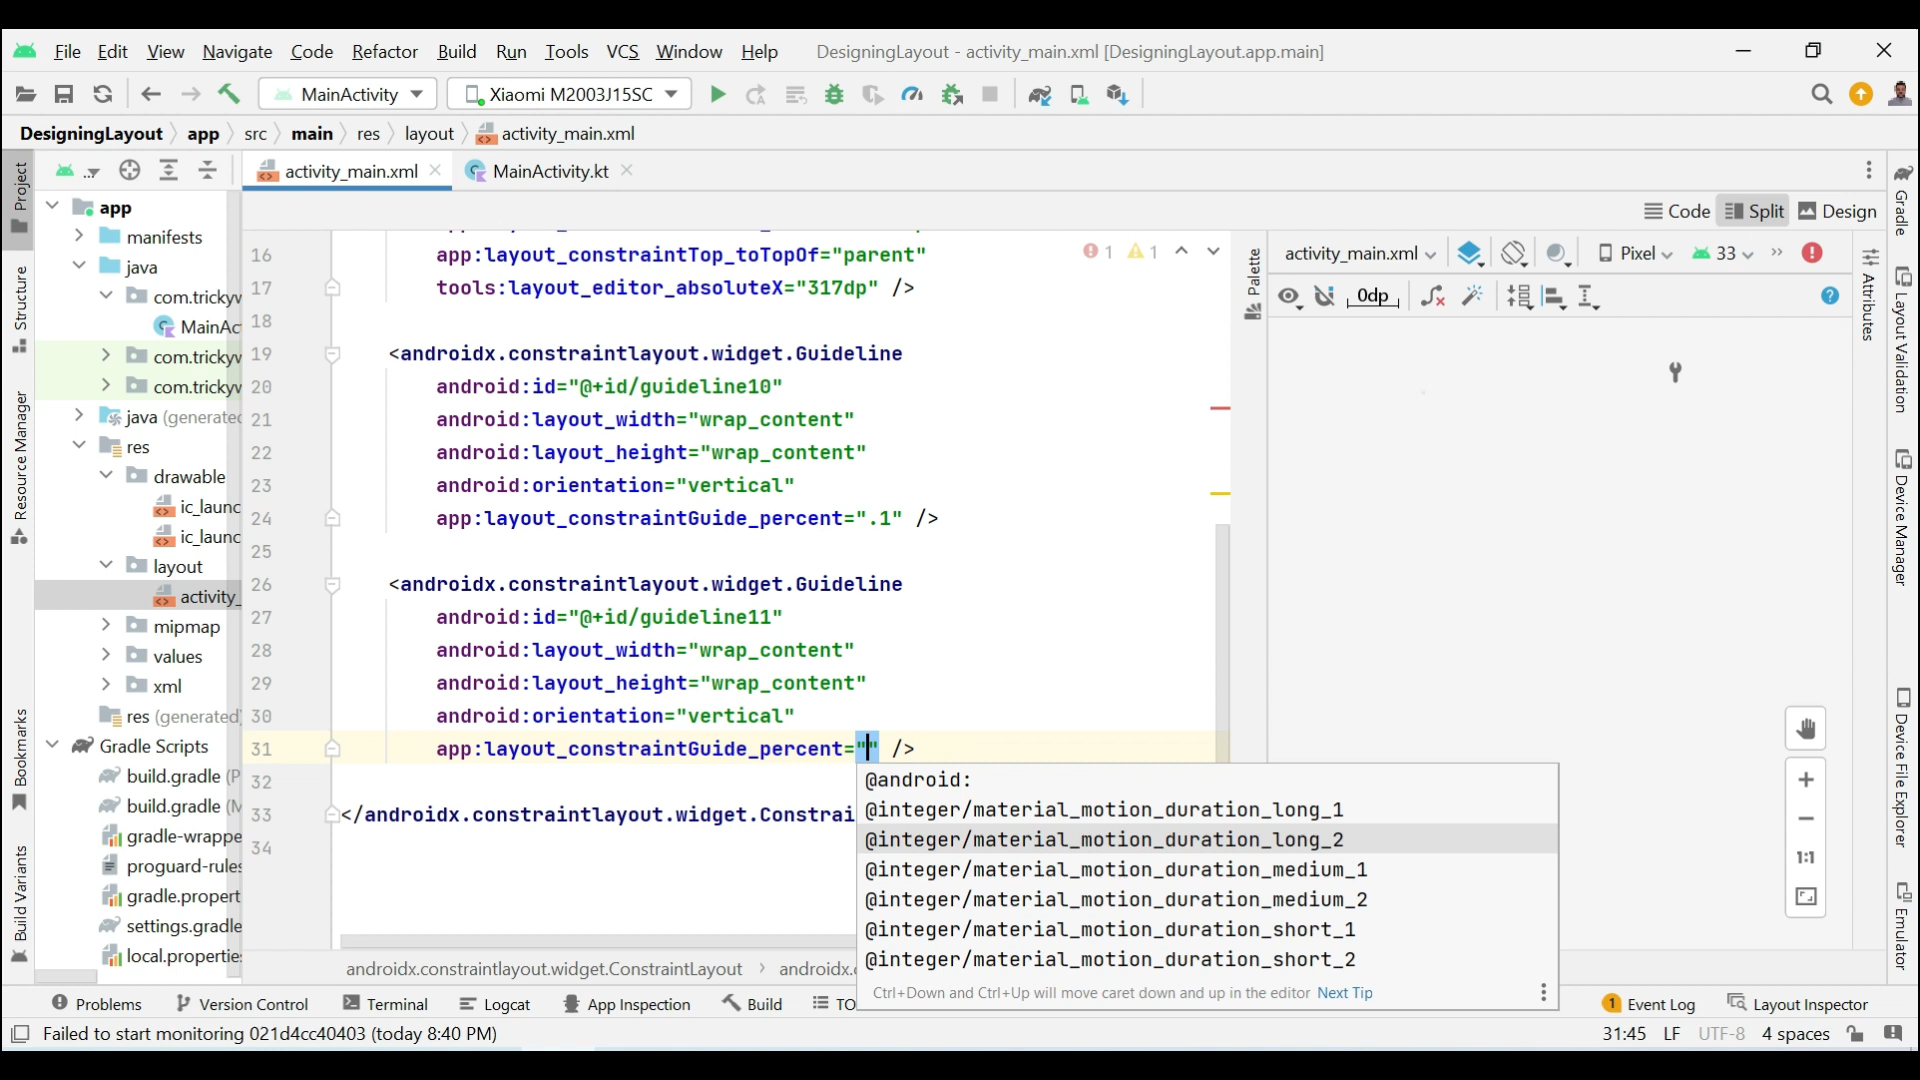 File Edit View Navigate Code Refactor Build Run Tools VCS Window Help DesigningLayout - activity_main.xml [DesigningLayout.app.main]
MainActivity Xiaomi M2003J15SC
DesigningLayout app src main res layout activity_main.xml
activity_main.xml MainActivity.kt
Code Split Design
Project
Structure
Resource Manager
Bookmarks
Build Variants
app
manifests
java
com.trickyw
MainAc
com.trickyw
com.trickyw
java (generated
res
drawable
ic_launc
ic_launc
layout
activity_
mipmap
values
xml
res (generated)
Gradle Scripts
build.gradle (P
build.gradle (M
gradle-wrappe
proguard-rules
gradle.propert
settings.gradle
local.properties
1 1
16 app:layout_constraintTop_toTopOf="parent"
17 tools:layout_editor_absoluteX="317dp" />
18
19 <androidx.constraintlayout.widget.Guideline
20 android:id="@+id/guideline10"
21 android:layout_width="wrap_content"
22 android:layout_height="wrap_content"
23 android:orientation="vertical"
24 app:layout_constraintGuide_percent=".1" />
25
26 <androidx.constraintlayout.widget.Guideline
27 android:id="@+id/guideline11"
28 android:layout_width="wrap_content"
29 android:layout_height="wrap_content"
30 android:orientation="vertical"
31 app:layout_constraintGuide_percent="" />
32
33 </androidx.constraintlayout.widget.Constrai
34
@android:
@integer/material_motion_duration_long_1
@integer/material_motion_duration_long_2
@integer/material_motion_duration_medium_1
@integer/material_motion_duration_medium_2
@integer/material_motion_duration_short_1
@integer/material_motion_duration_short_2
Ctrl+Down and Ctrl+Up will move caret down and up in the editor Next Tip
androidx.constraintlayout.widget.ConstraintLayout androidx.c
Palette
activity_main.xml Pixel 33
0dp
1:1
Attributes
Gradle
Layout Validation
Device Manager
Device File Explorer
Emulator
Problems Version Control Terminal Logcat App Inspection Build TO 1 Event Log Layout Inspector
Failed to start monitoring 021d4cc40403 (today 8:40 PM) 31:45 LF UTF-8 4 spaces